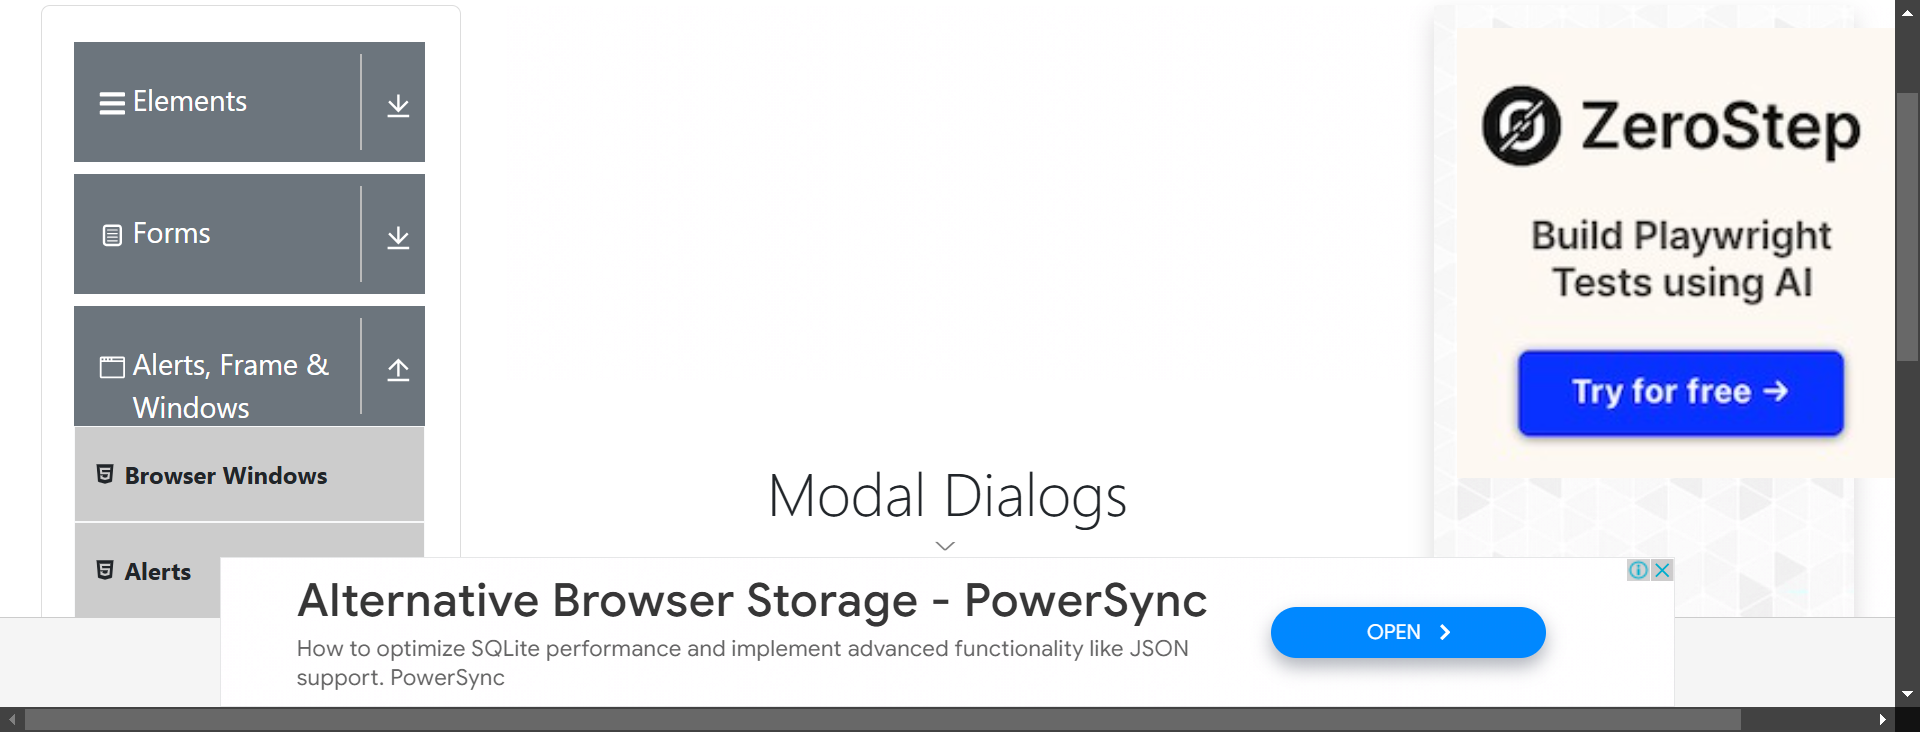 Elements
Forms
Alerts, Frame &
Windows
Browser Windows
Alerts
Modal Dialogs
ZeroStep
Build Playwright
Tests using AI
Try for free →
Alternative Browser Storage - PowerSync
How to optimize SQLite performance and implement advanced functionality like JSON
support. PowerSync
OPEN